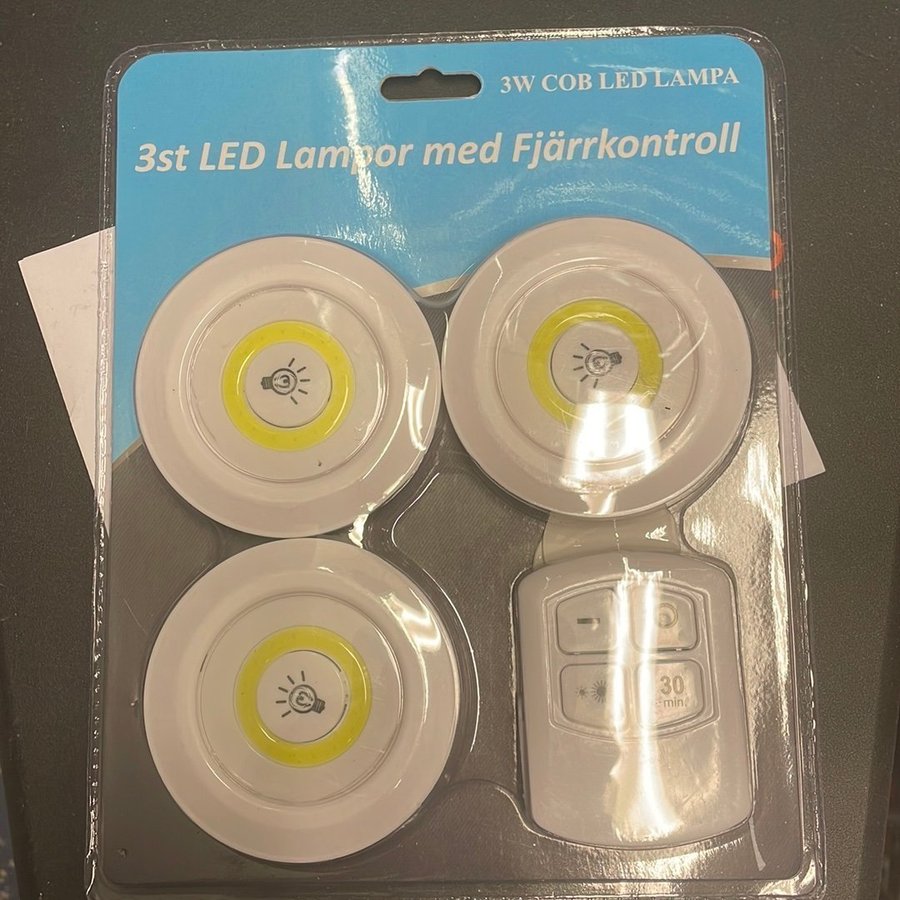 3W COB LED LAMPA
3st LED Lampor med Fjärrkontroll
30
min.